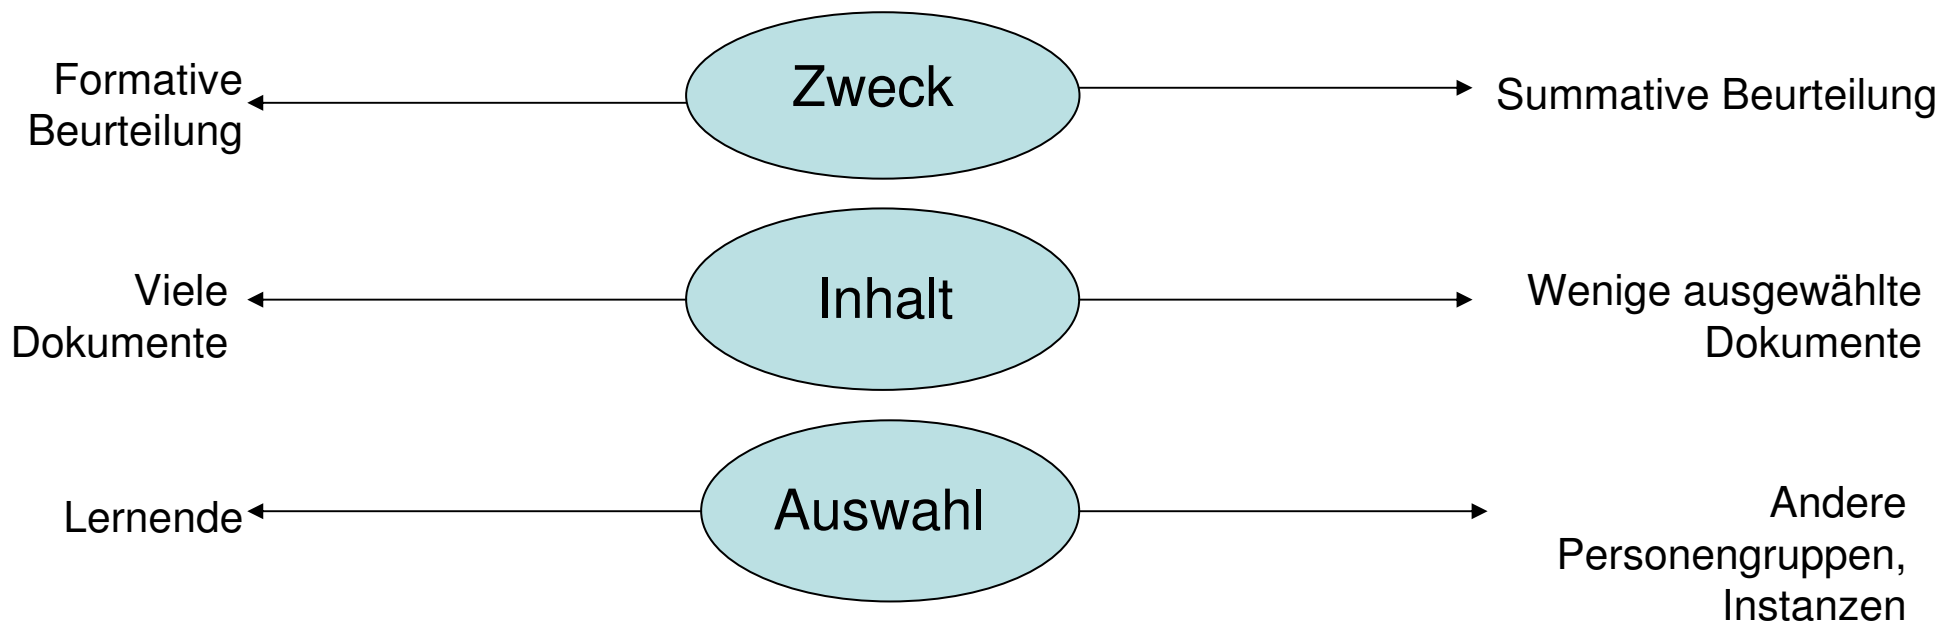 Formative
Beurteilung
Zweck
Summative Beurteilung
Viele
Dokumente
Inhalt
Wenige ausgewählte
Dokumente
Lernende
Auswahl
Andere
Personengruppen,
Instanzen